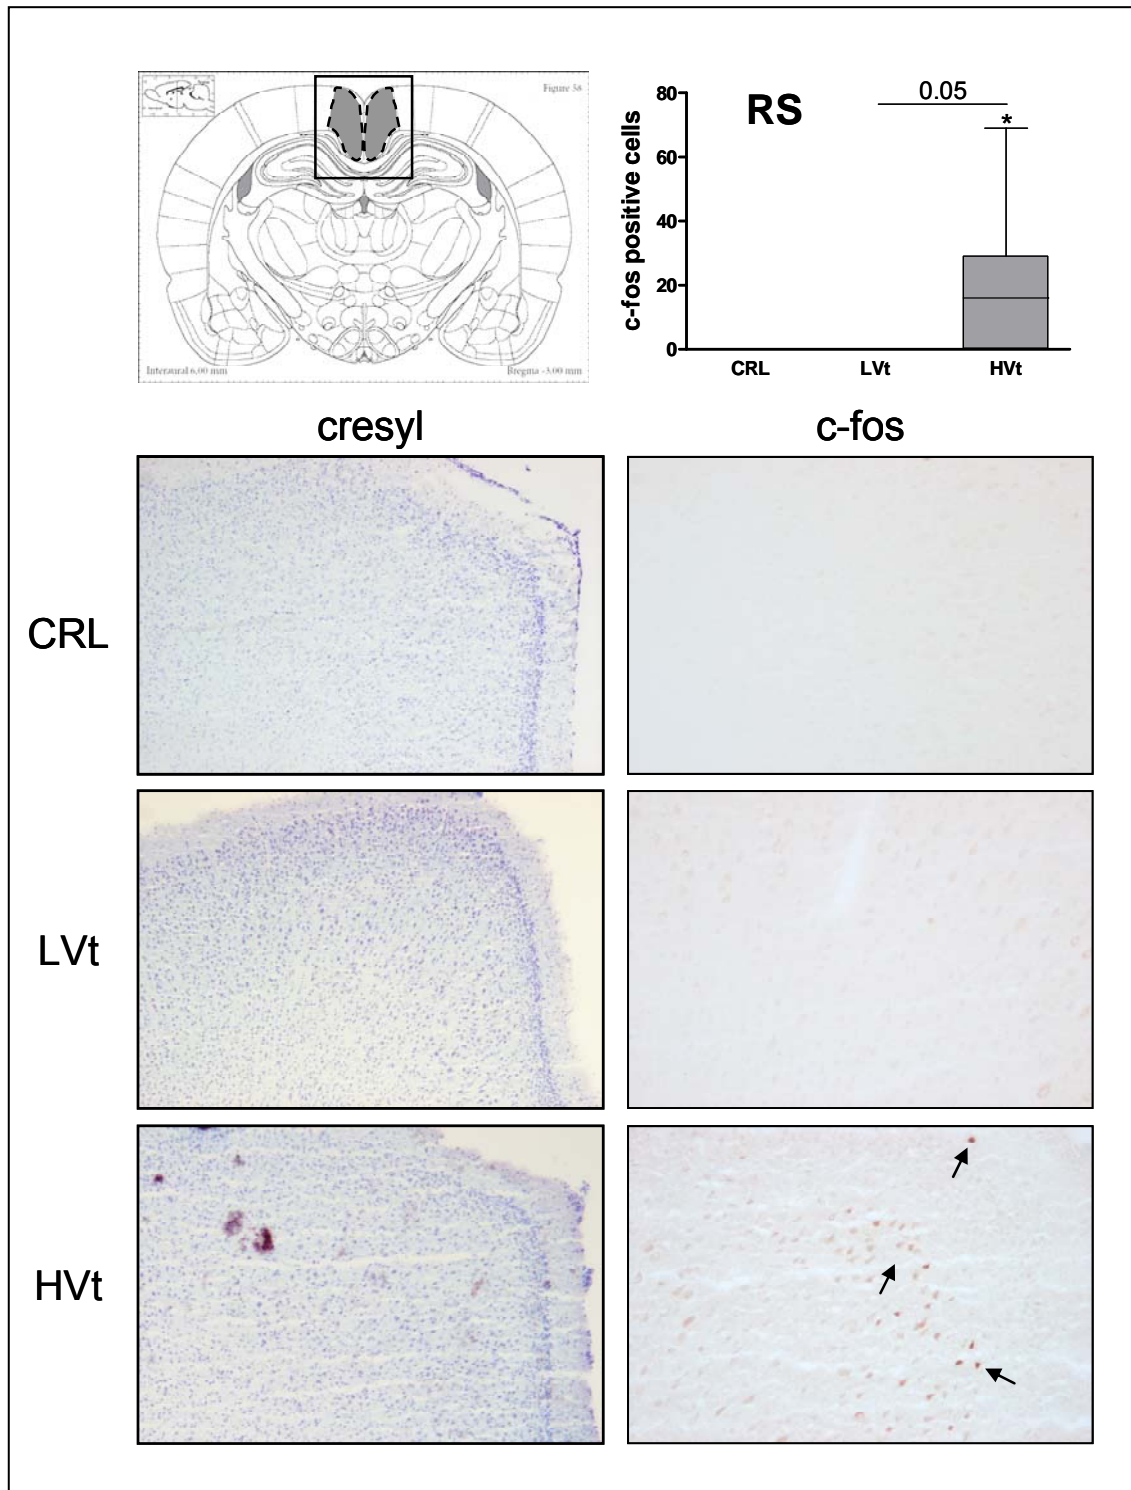 Figure 38
Interaural 6.00 mm
Bregma -3.00 mm
RS
0.05
*
c-fos positive cells
80
60
40
20
0
CRL
LVt
HVt
cresyl
c-fos
CRL
LVt
HVt